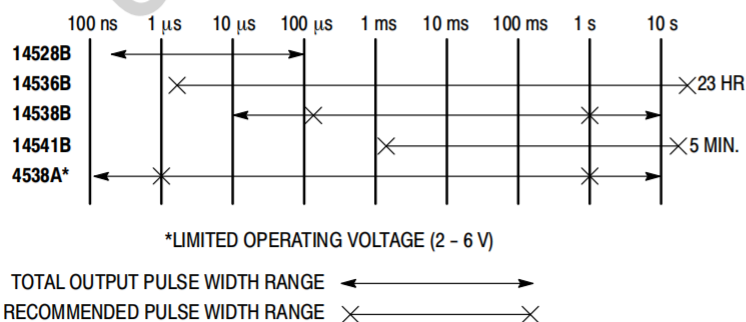 100 ns 1 μs 10 μs 100 μs 1 ms 10 ms 100 ms 1 s 10 s
14528B
14536B 23 HR
14538B
14541B 5 MIN.
4538A*
*LIMITED OPERATING VOLTAGE (2 – 6 V)
TOTAL OUTPUT PULSE WIDTH RANGE
RECOMMENDED PULSE WIDTH RANGE